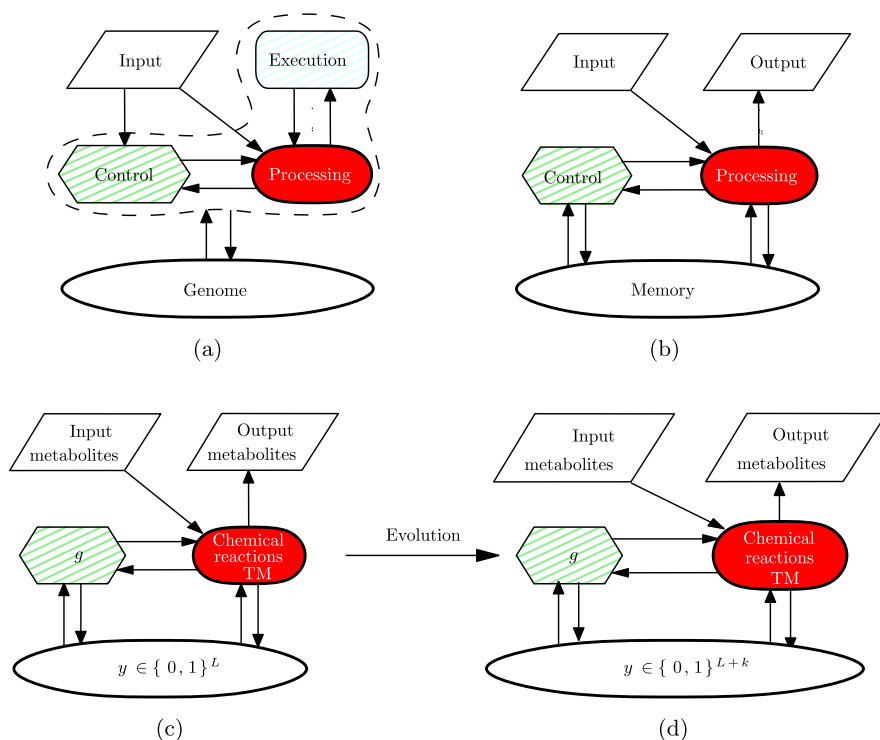 Input
Execution
Control
Processing
Genome
(a)
Input
Output
Control
Processing
Memory
(b)
Input
metabolites
Output
metabolites
g
Chemical
reactions
TM
y ∈ { 0 , 1 }^L
(c)
Evolution
Input
metabolites
Output
metabolites
g
Chemical
reactions
TM
y ∈ { 0 , 1 }^{L + k}
(d)